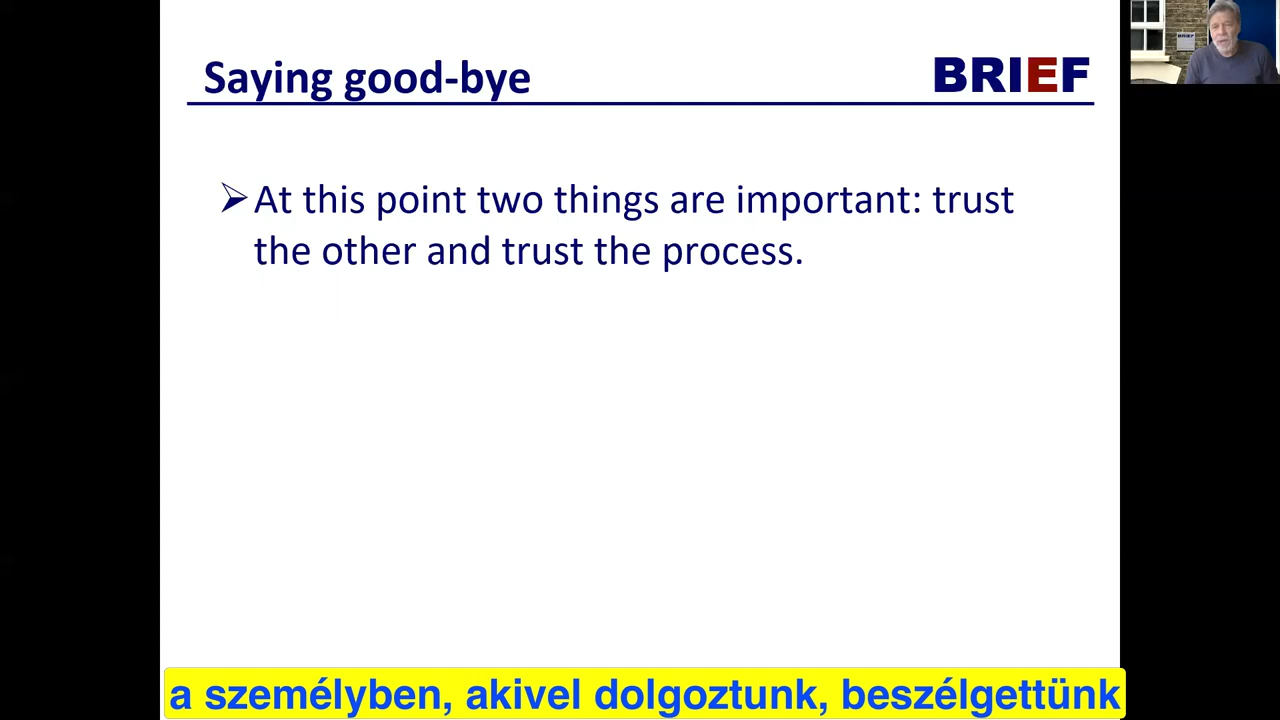 Saying good-bye
BRIEF
BRIEF
➢At this point two things are important: trust
the other and trust the process.
a személyben, akivel dolgoztunk, beszélgettünk